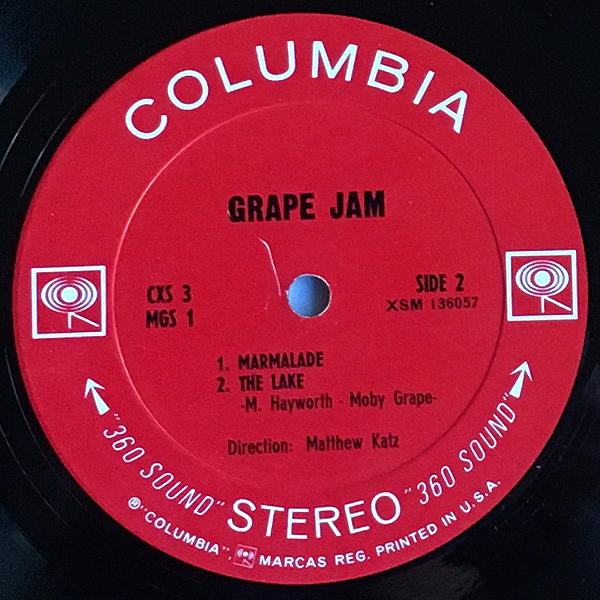 COLUMBIA
GRAPE JAM
CXS 3
MGS 1
SIDE 2
XSM 136057
1. MARMALADE
2. THE LAKE
-M. Hayworth - Moby Grape-
Direction: Matthew Katz
"360 SOUND" STEREO "360 SOUND"
®"COLUMBIA", MARCAS REG. PRINTED IN U.S.A.